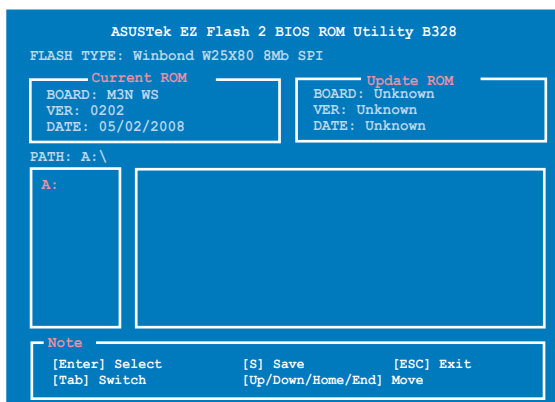 ASUSTek EZ Flash 2 BIOS ROM Utility B328
FLASH TYPE: Winbond W25X80 8Mb SPI
Current ROM
BOARD: M3N WS
VER: 0202
DATE: 05/02/2008
Update ROM
BOARD: Unknown
VER: Unknown
DATE: Unknown
PATH: A:\
A:
Note
[Enter] Select [S] Save [ESC] Exit
[Tab] Switch [Up/Down/Home/End] Move